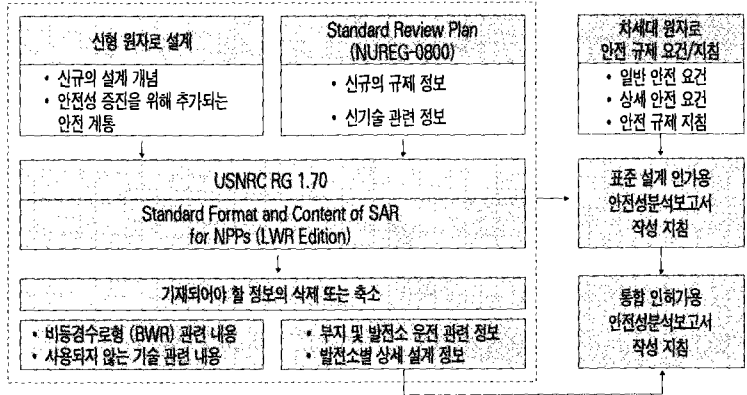 신형 원자로 설계
• 신규의 설계 개념
• 안전성 증진을 위해 추가되는
안전 계통
Standard Review Plan
(NUREG-0800)
• 신규의 규제 정보
• 신기술 관련 정보
차세대 원자로
안전 규제 요건/지침
• 일반 안전 요건
• 상세 안전 요건
• 안전 규제 지침
USNRC RG 1.70
Standard Format and Content of SAR
for NPPs (LWR Edition)
표준 설계 인가용
안전성분석보고서
작성 지침
기재되어야 할 정보의 삭제 또는 축소
• 비등경수로형 (BWR) 관련 내용
• 사용되지 않는 기술 관련 내용
• 부지 및 발전소 운전 관련 정보
• 발전소별 상세 설계 정보
통합 인허가용
안전성분석보고서
작성 지침